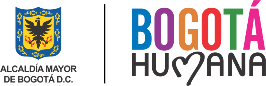 ALCALDÍA MAYOR
DE BOGOTÁ D.C.
BOGOTÁ
HUMANA